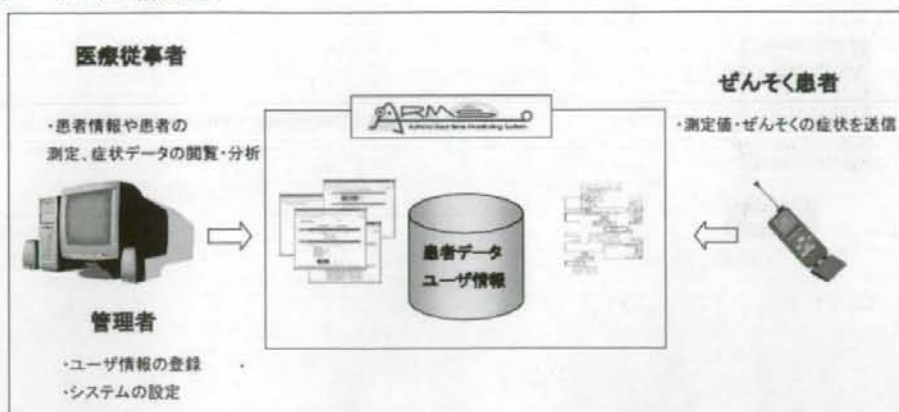 医療従事者
・患者情報や患者の
測定、症状データの閲覧・分析
管理者
・ユーザ情報の登録
・システムの設定
ARM
患者データ
ユーザ情報
ぜんそく患者
・測定値・ぜんそくの症状を送信